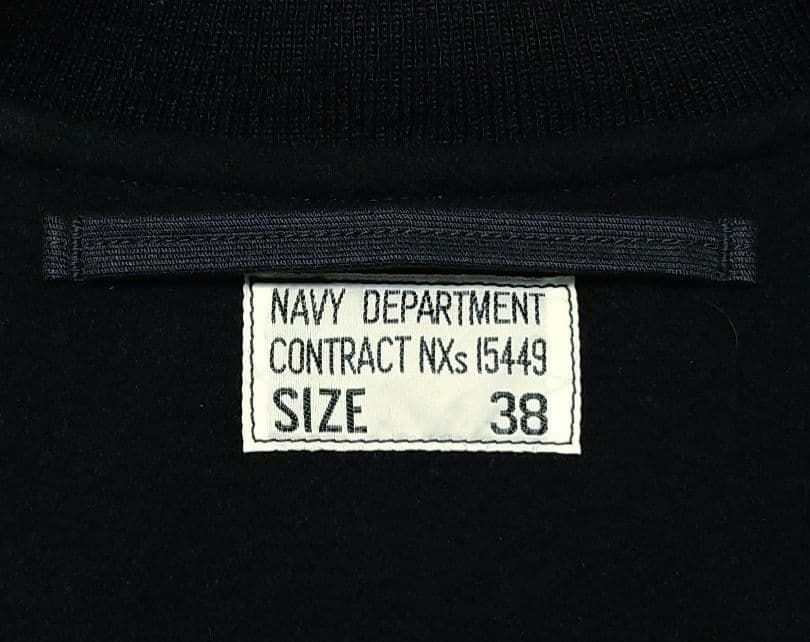 NAVY DEPARTMENT
CONTRACT NXs 15449
SIZE 38